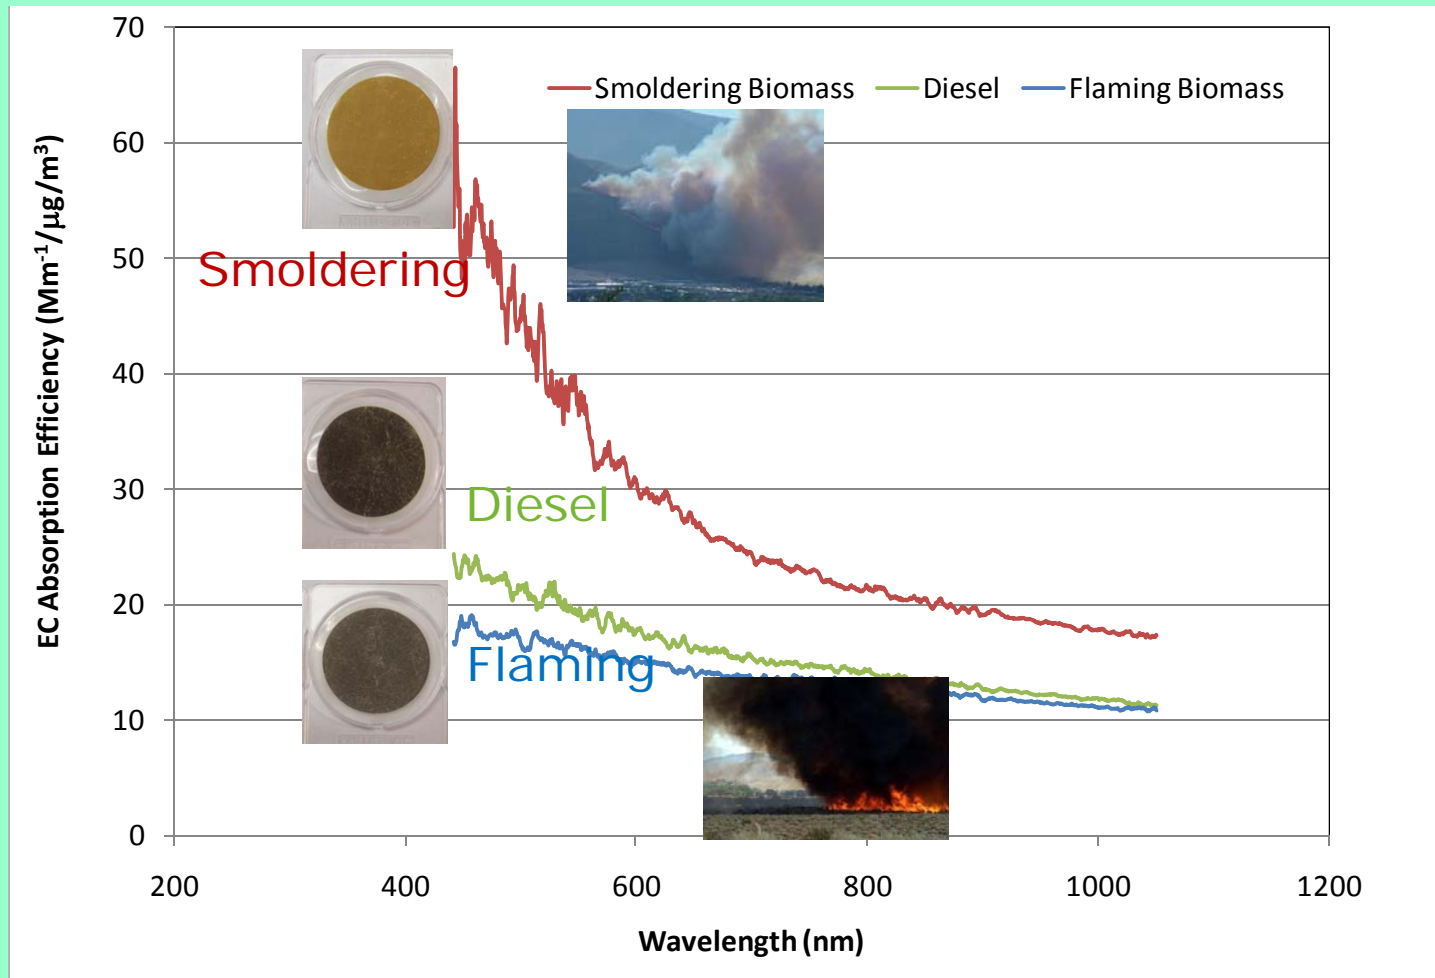 70
60
50
40
30
20
10
0
EC Absorption Efficiency (Mm⁻¹/μg/m³)
Smoldering Biomass
Diesel
Flaming Biomass
Smoldering
Diesel
Flaming
200
400
600
800
1000
1200
Wavelength (nm)